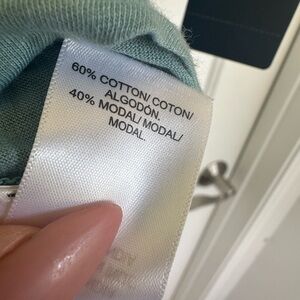 60% COTTON/ COTON/
ALGODÓN.
40% MODAL/ MODAL/
MODAL.